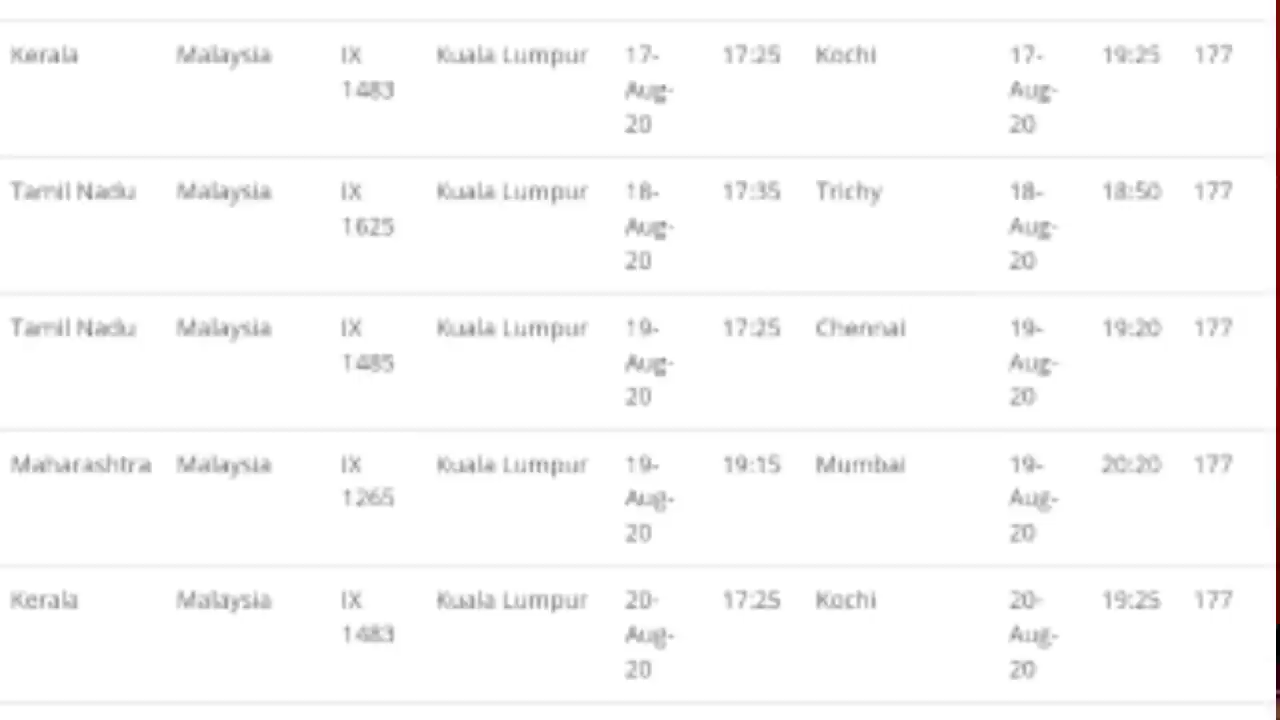 Kerala Malaysia IX Kuala Lumpur 17- 17:25 Kochi 17- 19:25 177
1483 Aug- Aug-
20 20
Tamil Nadu Malaysia IX Kuala Lumpur 18- 17:35 Trichy 18- 18:50 177
1625 Aug- Aug-
20 20
Tamil Nadu Malaysia IX Kuala Lumpur 19- 17:25 Chennai 19- 19:20 177
1485 Aug- Aug-
20 20
Maharashtra Malaysia IX Kuala Lumpur 19- 19:15 Mumbai 19- 20:20 177
1265 Aug- Aug-
20 20
Kerala Malaysia IX Kuala Lumpur 20- 17:25 Kochi 20- 19:25 177
1483 Aug- Aug-
20 20